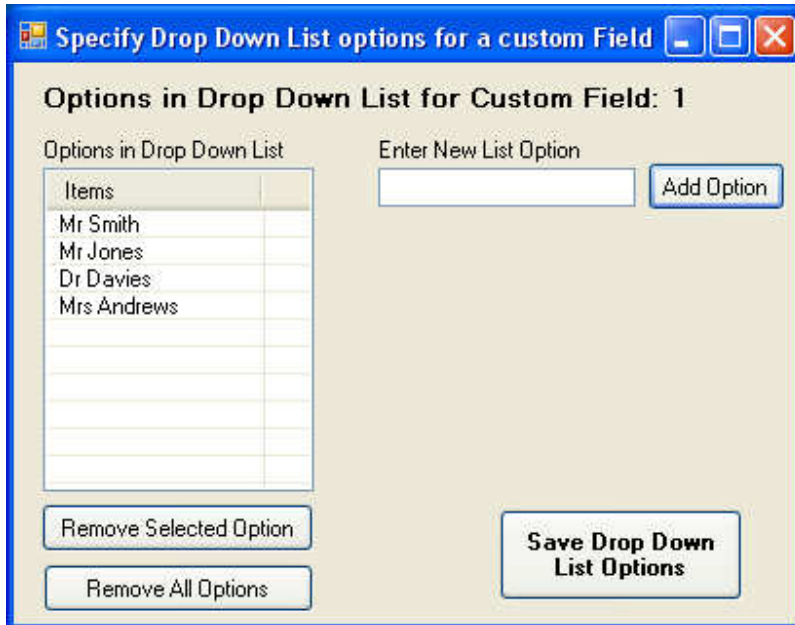 Specify Drop Down List options for a custom Field
Options in Drop Down List for Custom Field: 1
Options in Drop Down List
Enter New List Option
Items
Add Option
Mr Smith
Mr Jones
Dr Davies
Mrs Andrews
Remove Selected Option
Remove All Options
Save Drop Down
List Options